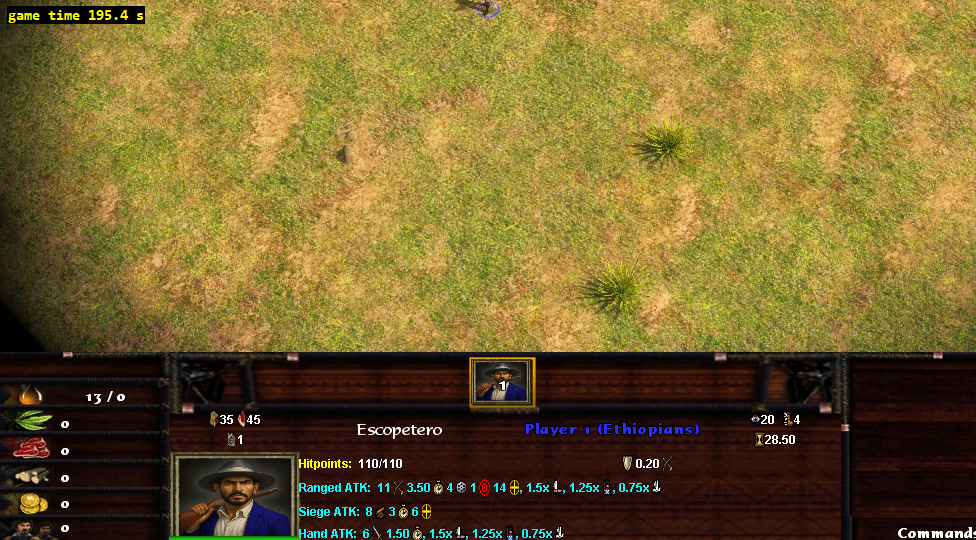 game time 195.4 s
1
13 / 0
0
0
0
0
0
35 45
1
Escopetero
Player 1 (Ethiopians)
20 4
28.50
Hitpoints: 110/110
0.20
Ranged ATK: 11 3.50 4 1 14 , 1.5x , 1.25x , 0.75x
Siege ATK: 8 3 6
Hand ATK: 6 1.50 , 1.5x , 1.25x , 0.75x
Command